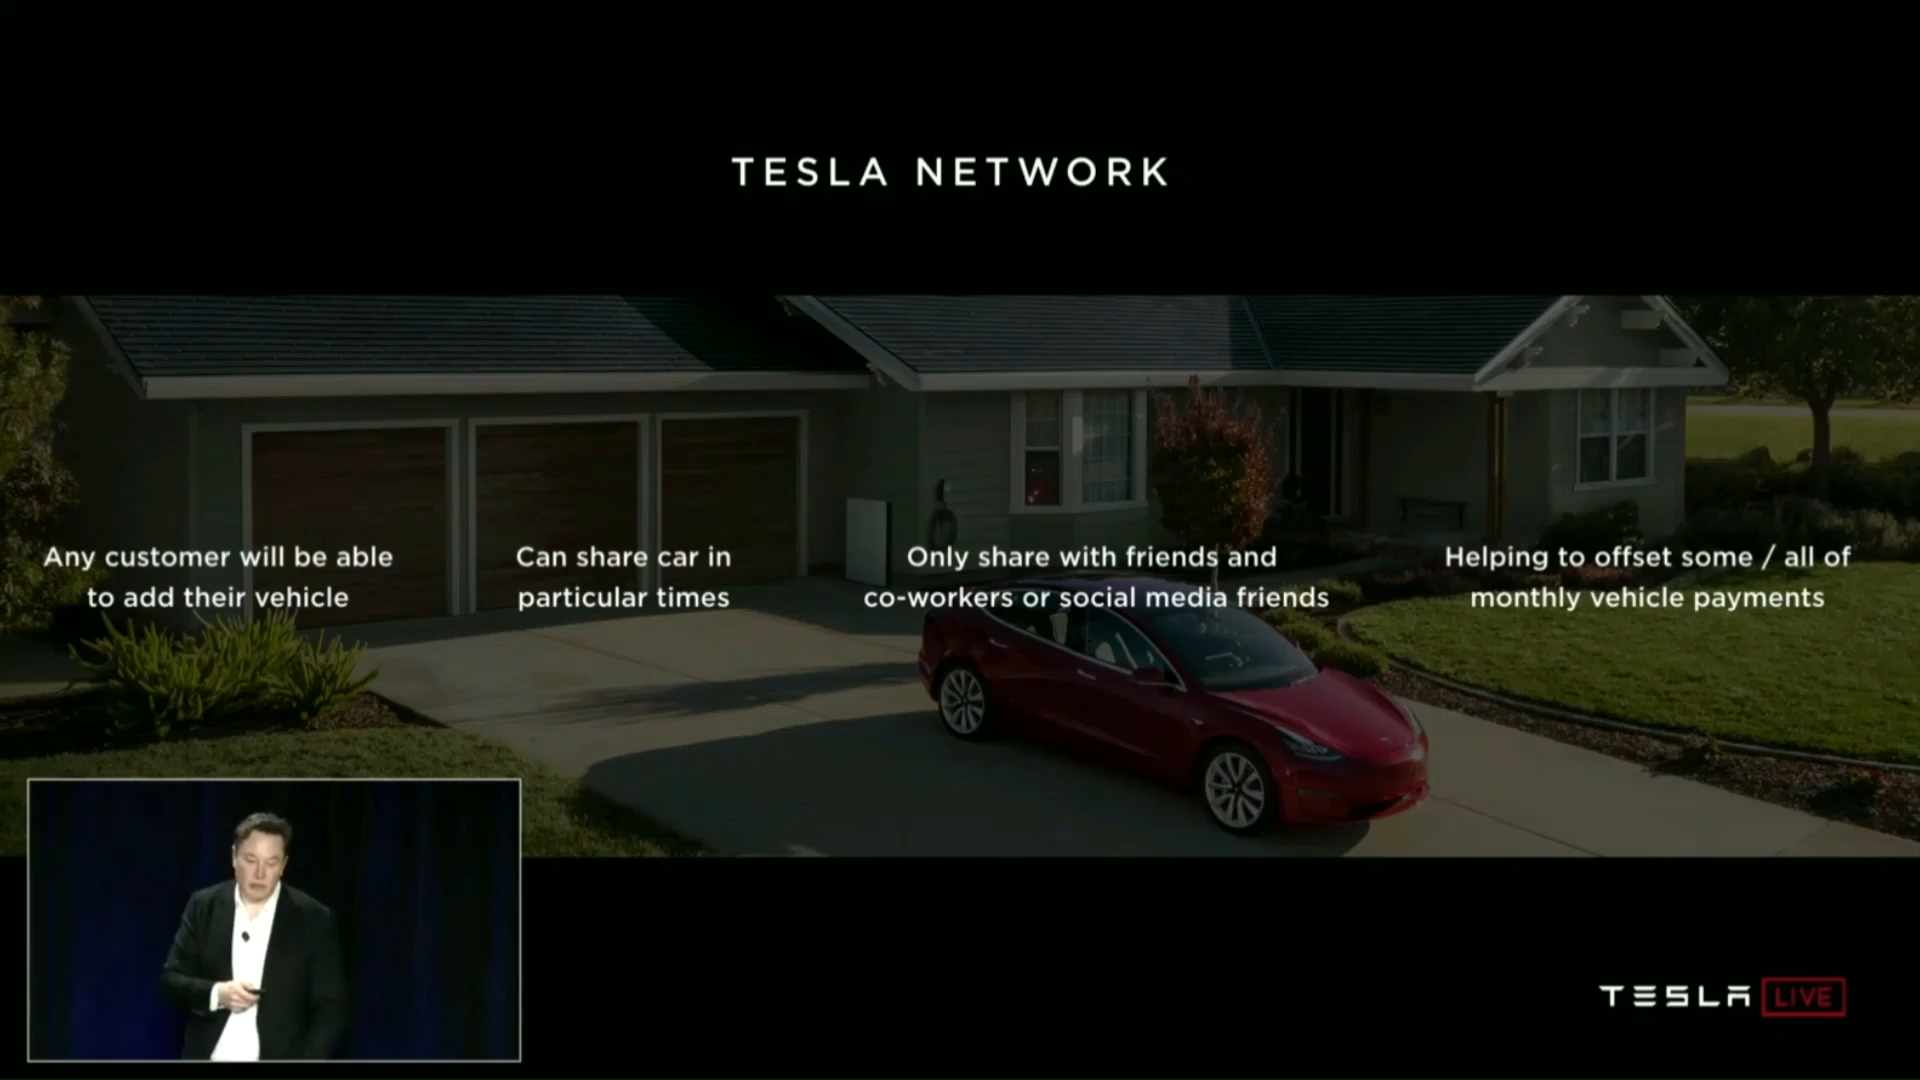 TESLA NETWORK
Any customer will be able
to add their vehicle
Can share car in
particular times
Only share with friends and
co-workers or social media friends
Helping to offset some / all of
monthly vehicle payments
TESLA LIVE